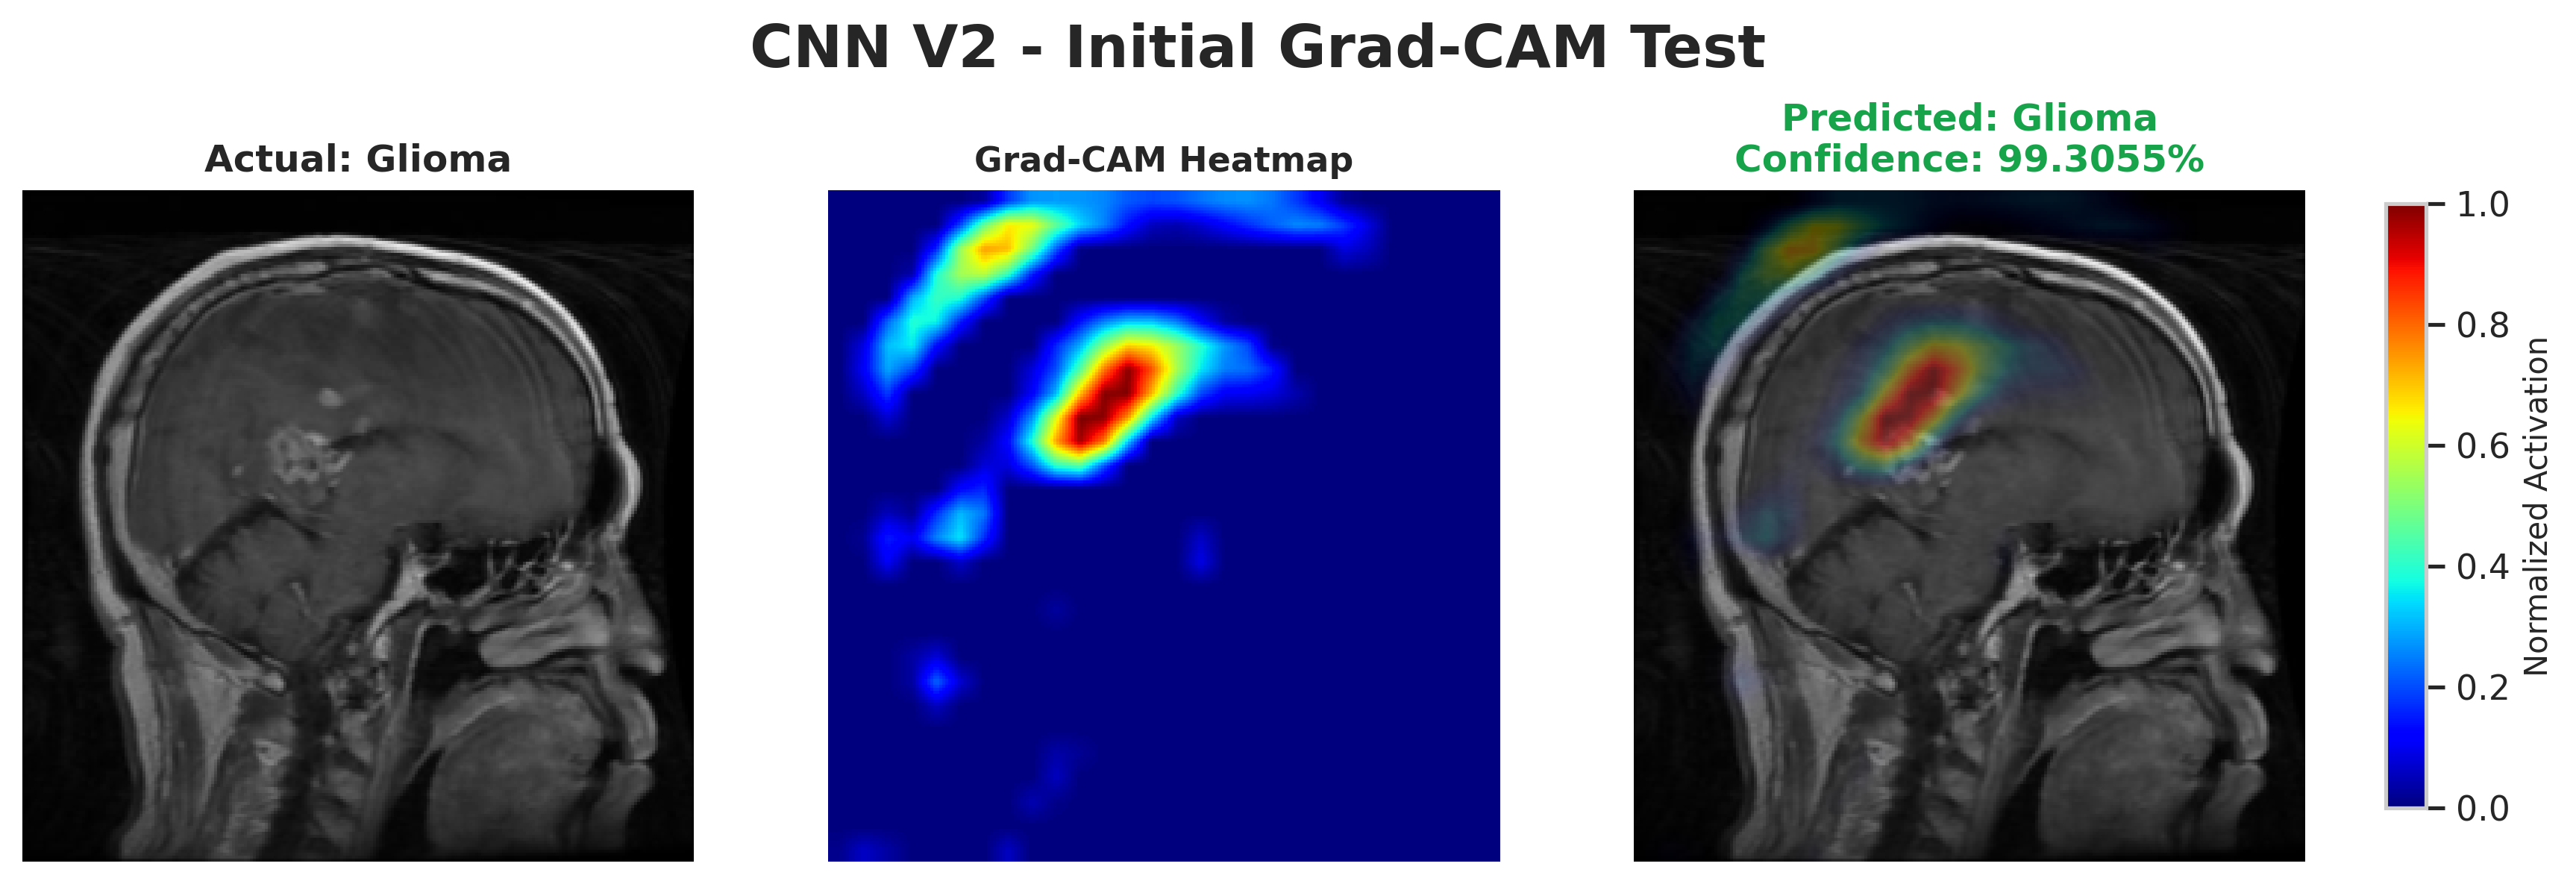 CNN V2 - Initial Grad-CAM Test
Actual: Glioma
Grad-CAM Heatmap
Predicted: Glioma
Confidence: 99.3055%
1.0
0.8
0.6
0.4
0.2
0.0
Normalized Activation